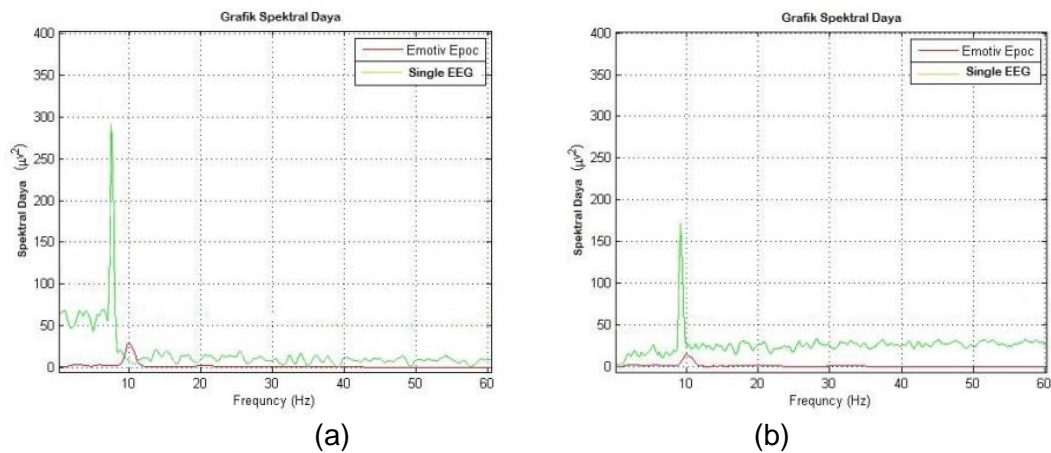 Grafik Spektral Daya
400
350
300
250
200
150
100
50
0
Spektral Daya (μv²)
Emotiv Epoc
Single EEG
10
20
30
40
50
60
Frequncy (Hz)
(a)
Grafik Spektral Daya
400
350
300
250
200
150
100
50
0
Spektral Daya (μv²)
Emotiv Epoc
Single EEG
10
20
30
40
50
60
Frequncy (Hz)
(b)